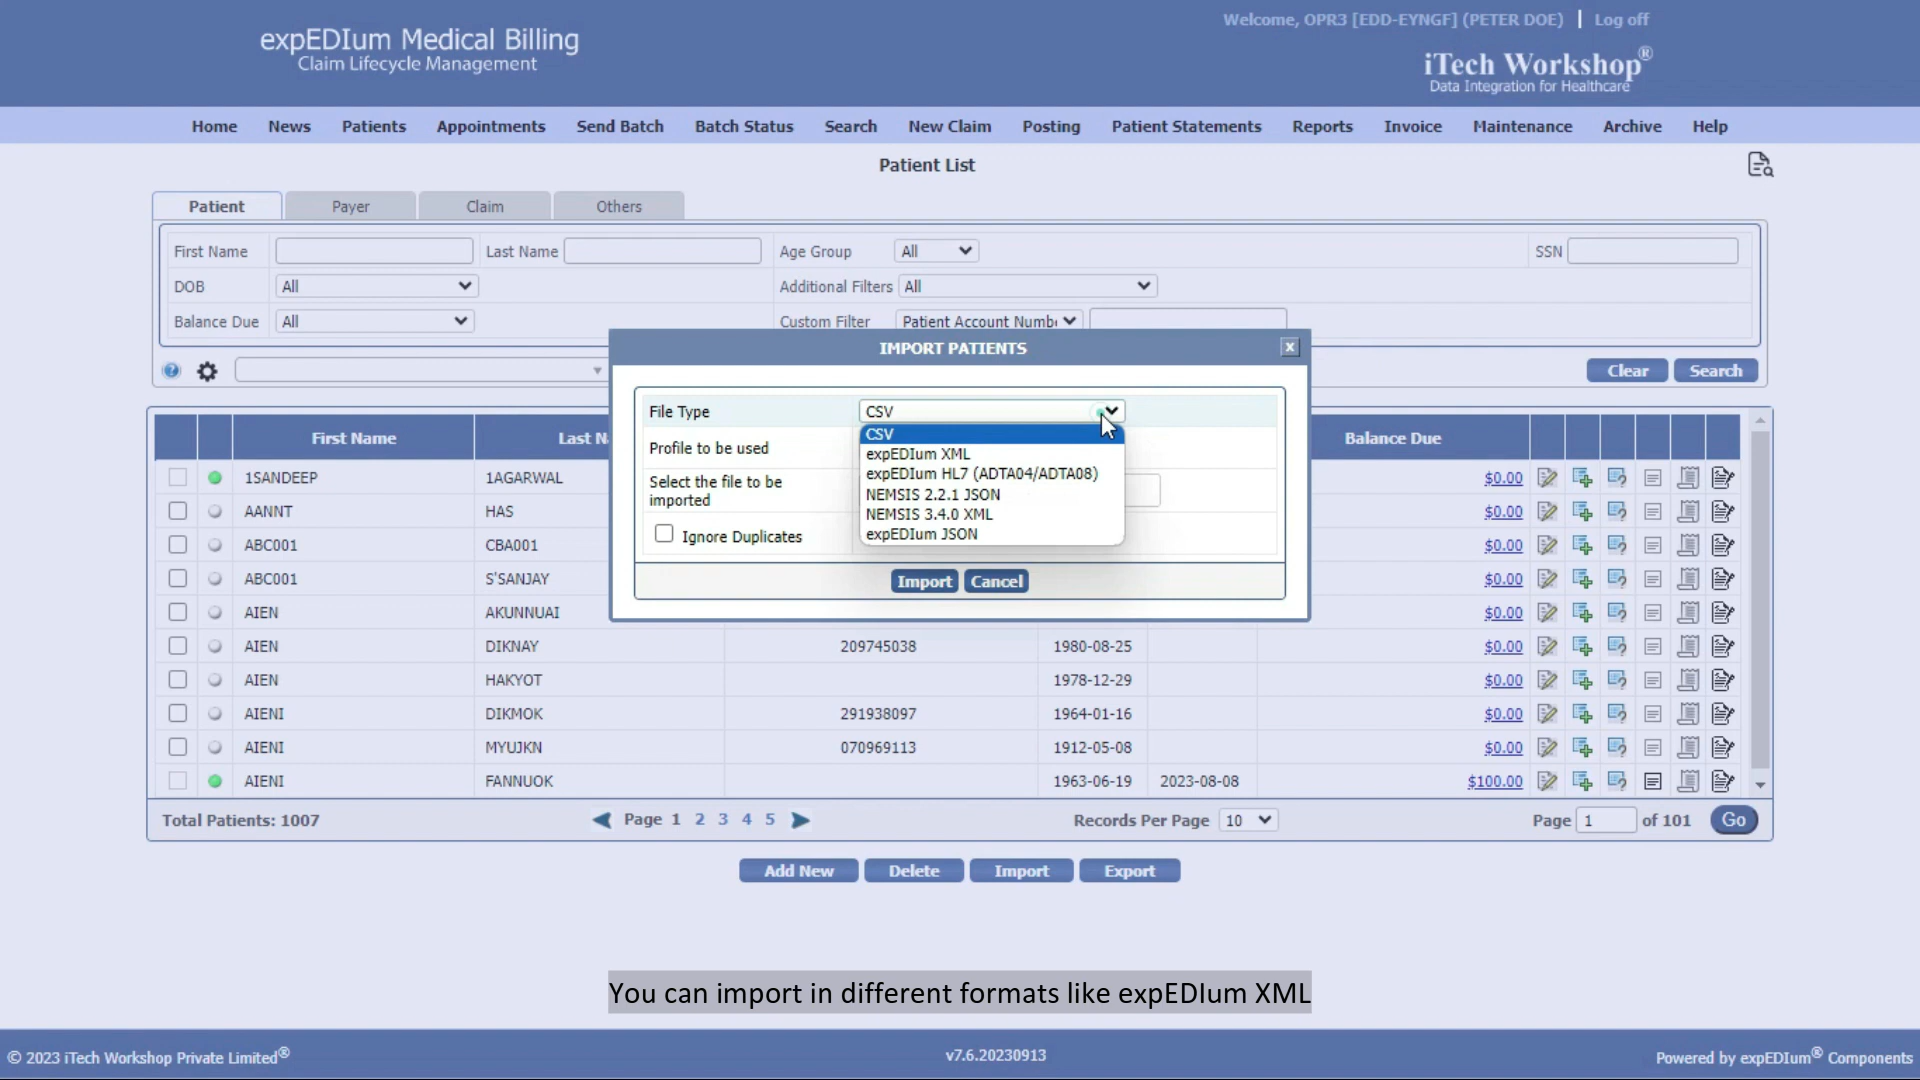 Welcome, OPR3 [EDD-EYNGF] (PETER DOE) | Log off
expEDIum Medical Billing
Claim Lifecycle Management
iTech Workshop®
Data Integration for Healthcare
Home News Patients Appointments Send Batch Batch Status Search New Claim Posting Patient Statements Reports Invoice Maintenance Archive Help
Patient List
Patient Payer Claim Others
First Name Last Name Age Group All SSN
DOB All Additional Filters All
Balance Due All Custom Filter Patient Account Numb
IMPORT PATIENTS x
Clear Search
File Type CSV
CSV
expEDIum XML
expEDIum HL7 (ADTA04/ADTA08)
NEMSIS 2.2.1 JSON
NEMSIS 3.4.0 XML
expEDIum JSON
Profile to be used
Select the file to be
imported
Ignore Duplicates
Import Cancel
First Name Last N Balance Due
1SANDEEP 1AGARWAL $0.00
AANNT HAS $0.00
ABC001 CBA001 $0.00
ABC001 S'SANJAY $0.00
AIEN AKUNNUAI $0.00
AIEN DIKNAY 209745038 1980-08-25 $0.00
AIEN HAKYOT 1978-12-29 $0.00
AIENI DIKMOK 291938097 1964-01-16 $0.00
AIENI MYUJKN 070969113 1912-05-08 $0.00
AIENI FANNUOK 1963-06-19 2023-08-08 $100.00
Total Patients: 1007 Page 1 2 3 4 5 Records Per Page 10 Page 1 of 101 Go
Add New Delete Import Export
You can import in different formats like expEDIum XML
© 2023 iTech Workshop Private Limited® v7.6.20230913 Powered by expEDIum® Components